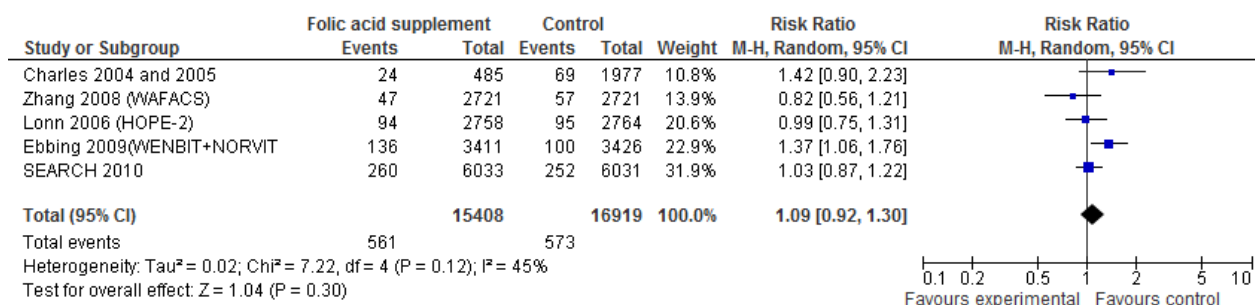 Folic acid supplement Control Risk Ratio Risk Ratio
Study or Subgroup Events Total Events Total Weight M-H, Random, 95% CI M-H, Random, 95% CI
Charles 2004 and 2005 24 485 69 1977 10.8% 1.42 [0.90, 2.23]
Zhang 2008 (WAFACS) 47 2721 57 2721 13.9% 0.82 [0.56, 1.21]
Lonn 2006 (HOPE-2) 94 2758 95 2764 20.6% 0.99 [0.75, 1.31]
Ebbing 2009(WENBIT+NORVIT 136 3411 100 3426 22.9% 1.37 [1.06, 1.76]
SEARCH 2010 260 6033 252 6031 31.9% 1.03 [0.87, 1.22]
Total (95% CI) 15408 16919 100.0% 1.09 [0.92, 1.30]
Total events 561 573
Heterogeneity: Tau² = 0.02; Chi² = 7.22, df = 4 (P = 0.12); I² = 45%
Test for overall effect: Z = 1.04 (P = 0.30)
0.1 0.2 0.5 1 2 5 10
Favours experimental Favours control